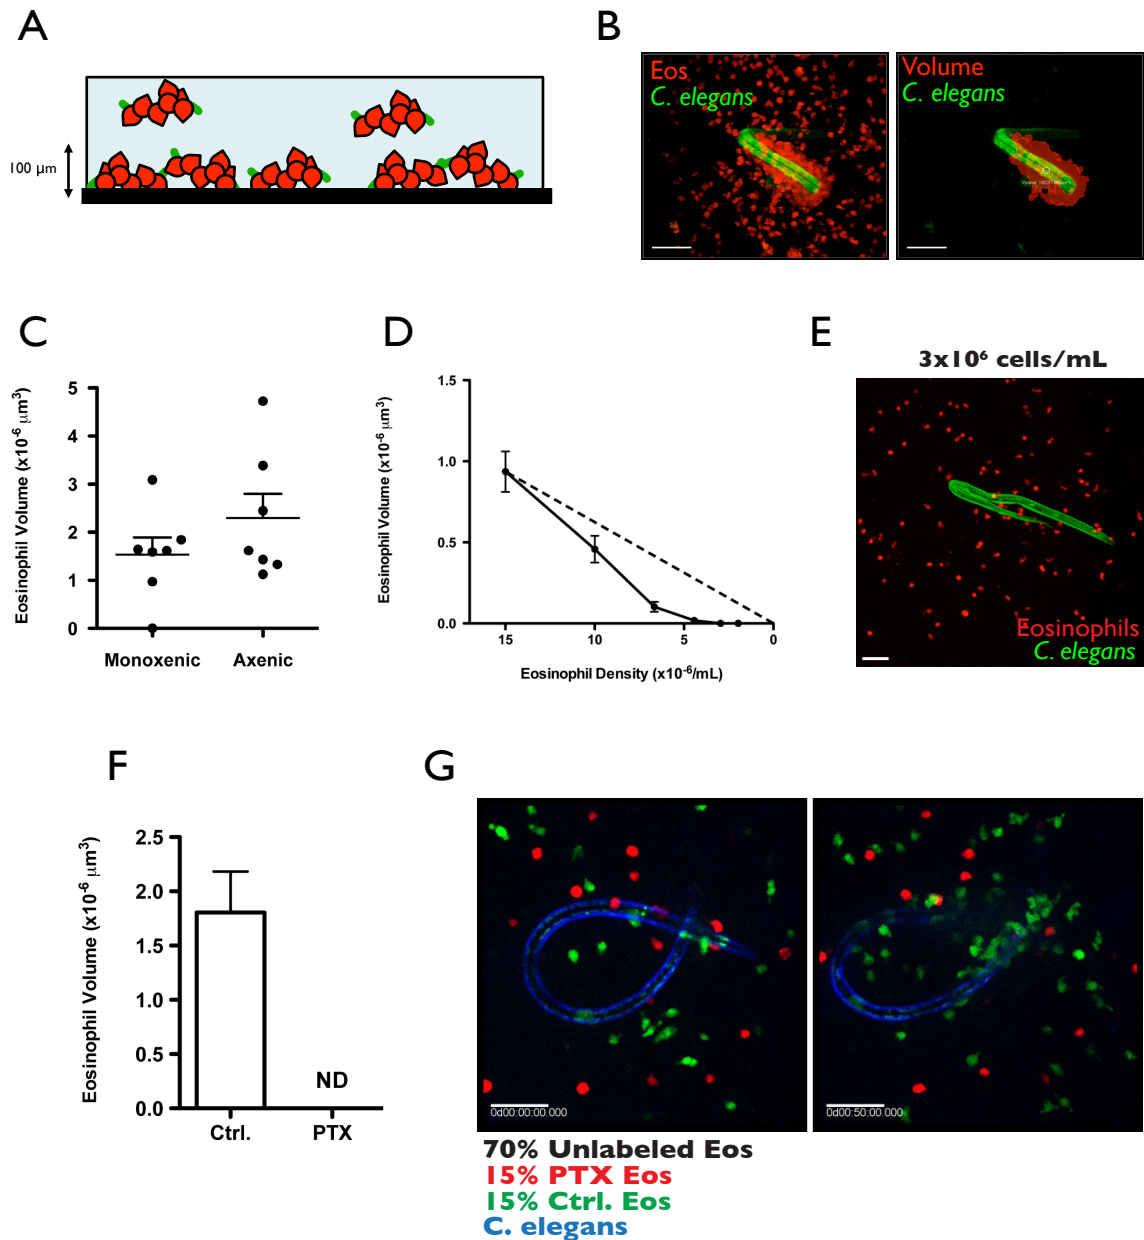 A
100 µm
B
Eos
C. elegans
Volume
C. elegans
C
Eosinophil Volume (x10⁻⁶ µm³)
5
4
3
2
1
0
Monoxenic
Axenic
D
Eosinophil Volume (x10⁻⁶ µm³)
1.5
1.0
0.5
0.0
15
10
5
0
Eosinophil Density (x10⁻⁶/mL)
E
3x10⁶ cells/mL
Eosinophils
C. elegans
F
Eosinophil Volume (x10⁻⁶ µm³)
2.5
2.0
1.5
1.0
0.5
0.0
ND
Ctrl.
PTX
G
0d00:00:00.000
0d00:50:00.000
70% Unlabeled Eos
15% PTX Eos
15% Ctrl. Eos
C. elegans